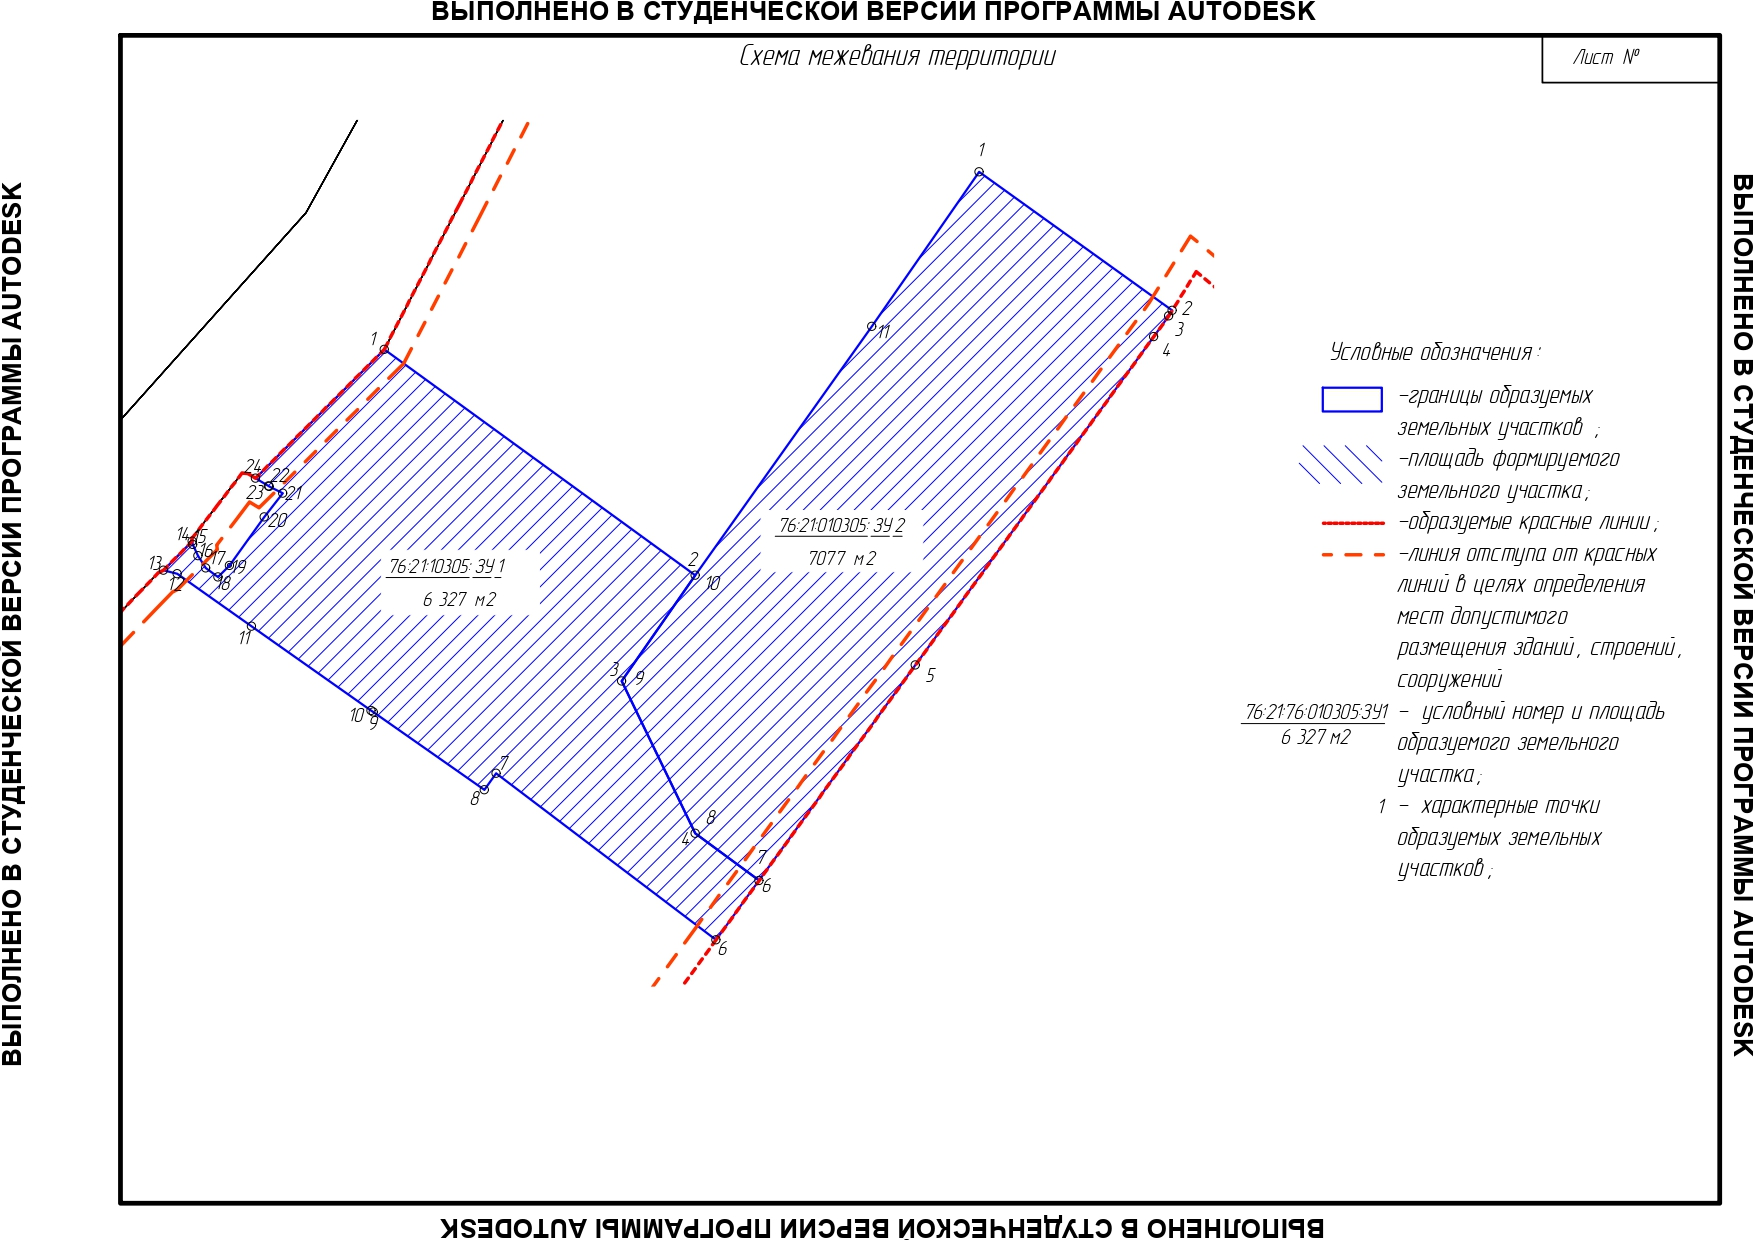 ВЫПОЛНЕНО В СТУДЕНЧЕСКОЙ ВЕРСИИ ПРОГРАММЫ AUTODESK
Схема межевания территории
Лист №
ВЫПОЛНЕНО В СТУДЕНЧЕСКОЙ ВЕРСИИ ПРОГРАММЫ AUTODESK
ВЫПОЛНЕНО В СТУДЕНЧЕСКОЙ ВЕРСИИ ПРОГРАММЫ AUTODESK
1
2
3
4
11
1
24
22
23
21
20
14
15
16
13
17
19
12
18
11
2
10
3
9
5
10
9
7
8
8
4
7
6
6
76:21:10305:ЗУ 1
6 327 м2
76:21:010305:ЗУ 2
7077 м2
Условные обозначения:
-границы образуемых
земельных участков ;
-площадь формируемого
земельного участка;
-образуемые красные линии;
-линия отступа от красных
линий в целях определения
мест допустимого
размещения зданий, строений,
сооружений
76:21:76:010305:ЗУ1 - условный номер и площадь
6 327 м2 образуемого земельного
участка;
1 - характерные точки
образуемых земельных
участков;
ВЫПОЛНЕНО В СТУДЕНЧЕСКОЙ ВЕРСИИ ПРОГРАММЫ AUTODESK